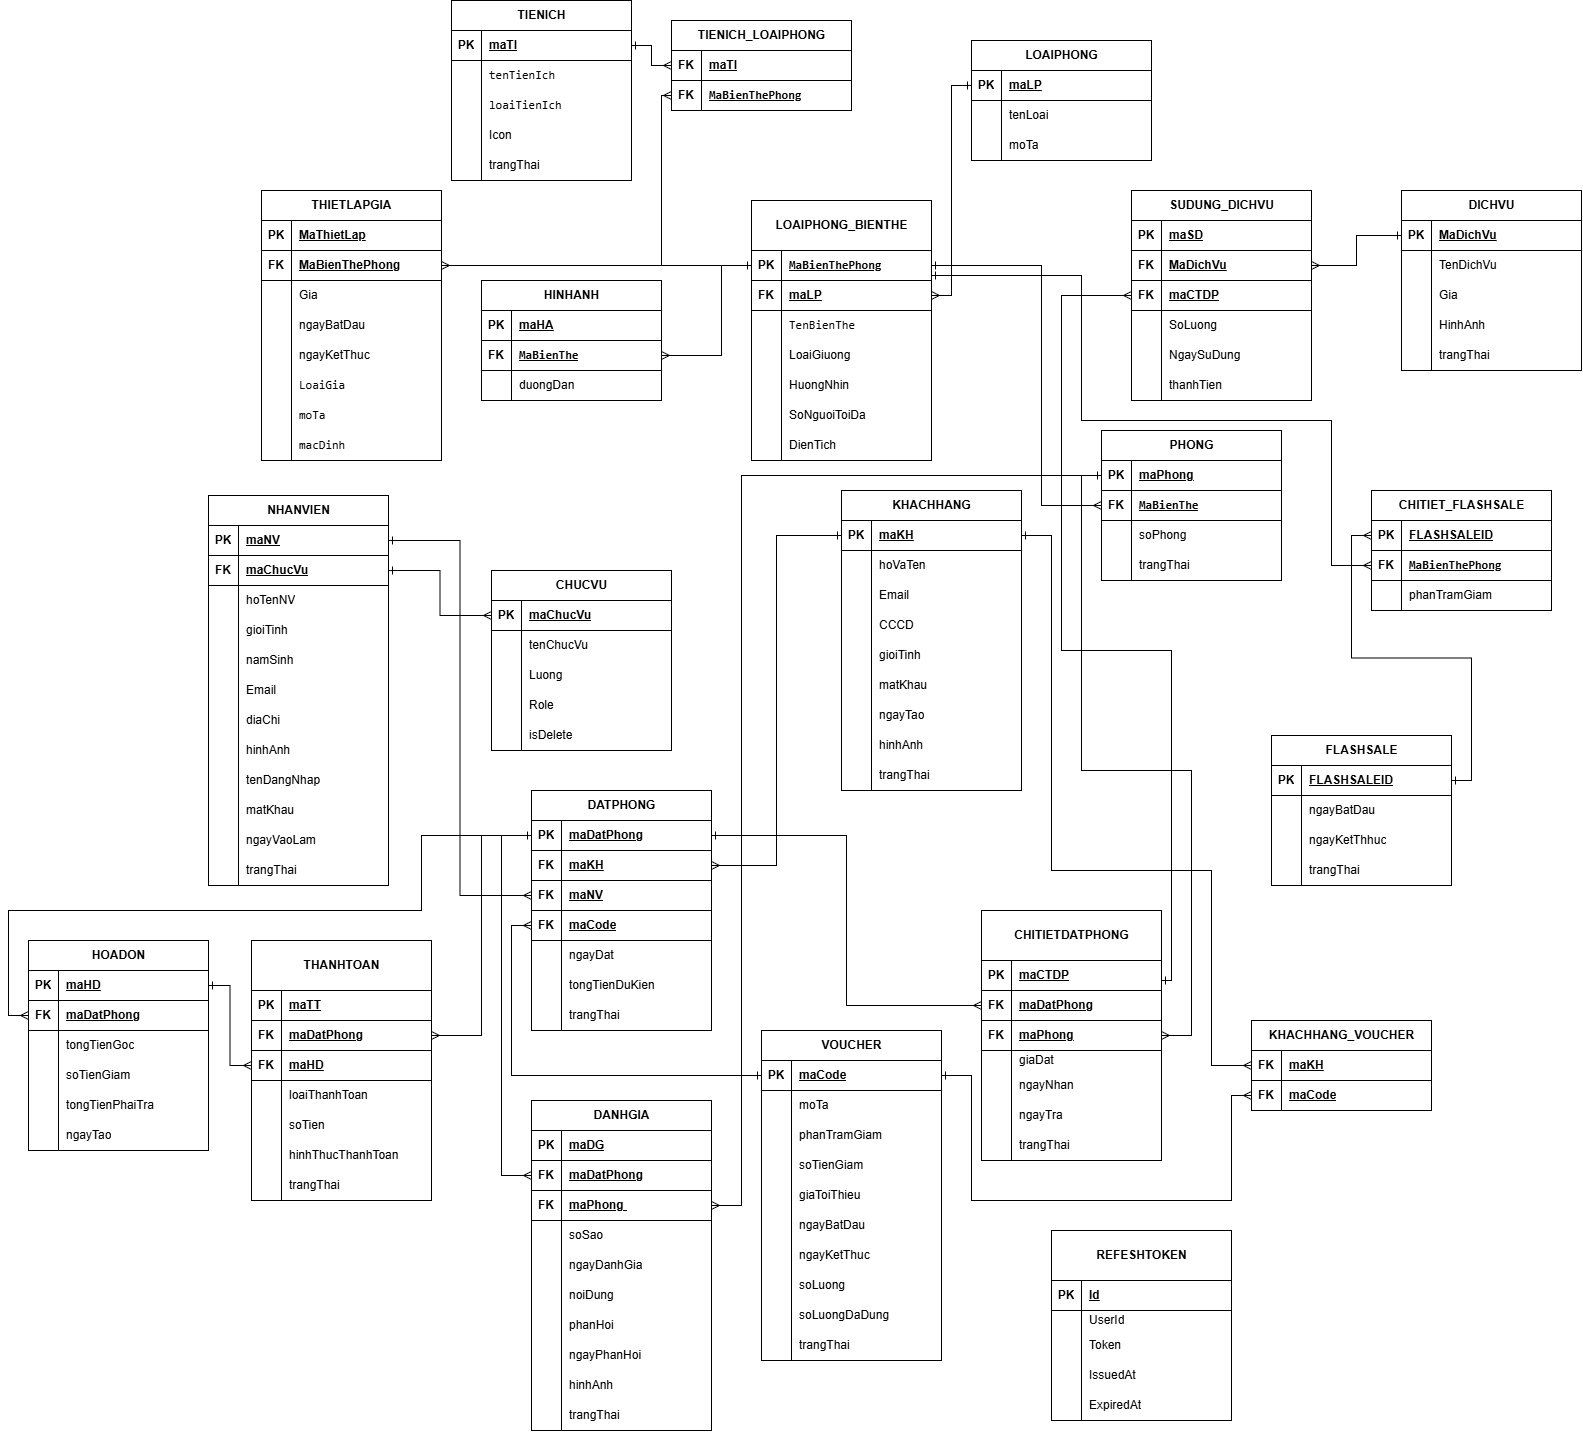 TIENICH
PK maTI
tenTienIch
loaiTienIch
Icon
trangThai
TIENICH_LOAIPHONG
FK maTI
FK MaBienThePhong
LOAIPHONG
PK maLP
tenLoai
moTa
THIETLAPGIA
PK MaThietLap
FK MaBienThePhong
Gia
ngayBatDau
ngayKetThuc
LoaiGia
moTa
macDinh
HINHANH
PK maHA
FK MaBienThe
duongDan
LOAIPHONG_BIENTHE
PK MaBienThePhong
FK maLP
TenBienThe
LoaiGiuong
HuongNhin
SoNguoiToiDa
DienTich
SUDUNG_DICHVU
PK maSD
FK MaDichVu
FK maCTDP
SoLuong
NgaySuDung
thanhTien
DICHVU
PK MaDichVu
TenDichVu
Gia
HinhAnh
trangThai
PHONG
PK maPhong
FK MaBienThe
soPhong
trangThai
NHANVIEN
PK maNV
FK maChucVu
hoTenNV
gioiTinh
namSinh
Email
diaChi
hinhAnh
tenDangNhap
matKhau
ngayVaoLam
trangThai
CHUCVU
PK maChucVu
tenChucVu
Luong
Role
isDelete
KHACHHANG
PK maKH
hoVaTen
Email
CCCD
gioiTinh
matKhau
ngayTao
hinhAnh
trangThai
CHITIET_FLASHSALE
PK FLASHSALEID
FK MaBienThePhong
phanTramGiam
FLASHSALE
PK FLASHSALEID
ngayBatDau
ngayKetThhuc
trangThai
DATPHONG
PK maDatPhong
FK maKH
FK maNV
FK maCode
ngayDat
tongTienDuKien
trangThai
HOADON
PK maHD
FK maDatPhong
tongTienGoc
soTienGiam
tongTienPhaiTra
ngayTao
THANHTOAN
PK maTT
FK maDatPhong
FK maHD
loaiThanhToan
soTien
hinhThucThanhToan
trangThai
CHITIETDATPHONG
PK maCTDP
FK maDatPhong
FK maPhong
giaDat
ngayNhan
ngayTra
trangThai
VOUCHER
PK maCode
moTa
phanTramGiam
soTienGiam
giaToiThieu
ngayBatDau
ngayKetThuc
soLuong
soLuongDaDung
trangThai
KHACHHANG_VOUCHER
FK maKH
FK maCode
DANHGIA
PK maDG
FK maDatPhong
FK maPhong
soSao
ngayDanhGia
noiDung
phanHoi
ngayPhanHoi
hinhAnh
trangThai
REFESHTOKEN
PK Id
UserId
Token
IssuedAt
ExpiredAt